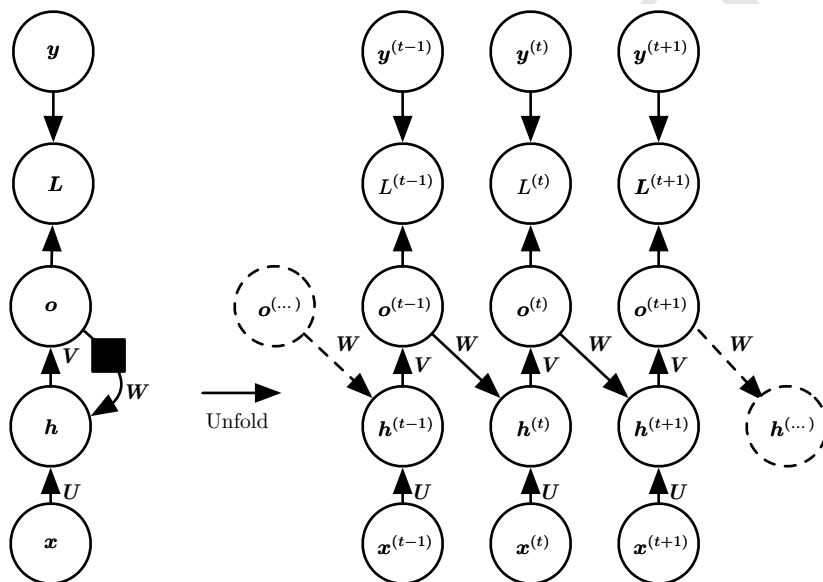 y y^(t−1) y^(t) y^(t+1)
L L^(t−1) L^(t) L^(t+1)
o o^(...) o^(t−1) o^(t) o^(t+1)
W W W W
V V V V
W
h h^(t−1) h^(t) h^(t+1) h^(...)
Unfold
U U U U
x x^(t−1) x^(t) x^(t+1)